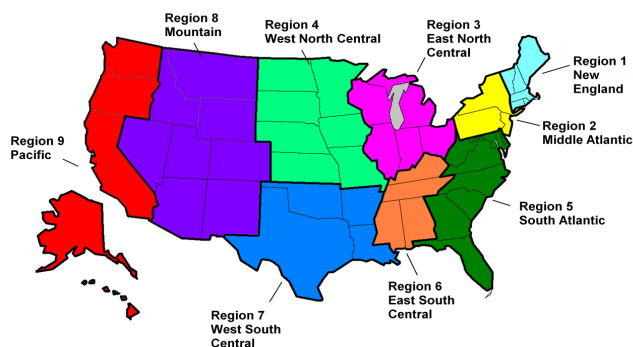 Region 8
Mountain
Region 4
West North Central
Region 3
East North
Central
Region 1
New
England
Region 2
Middle Atlantic
Region 9
Pacific
Region 5
South Atlantic
Region 6
East South
Central
Region 7
West South
Central